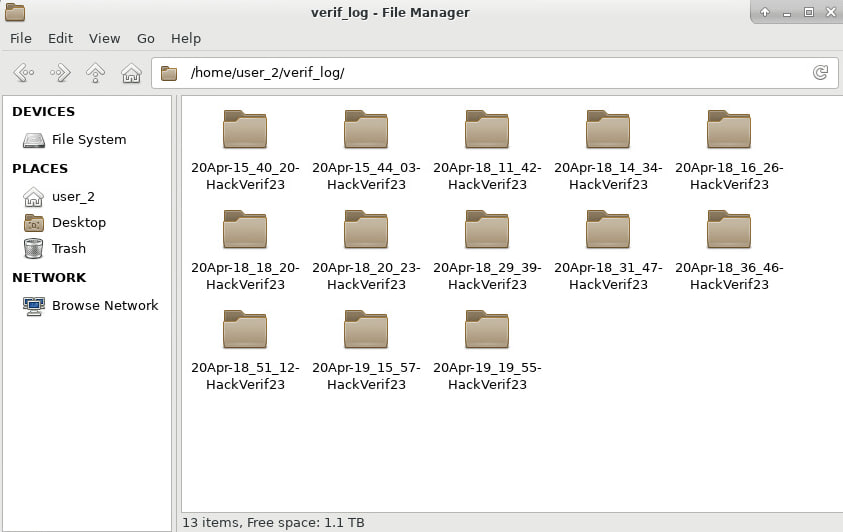 verif_log - File Manager
File Edit View Go Help
/home/user_2/verif_log/
DEVICES
File System
PLACES
user_2
Desktop
Trash
NETWORK
Browse Network
20Apr-15_40_20- 20Apr-15_44_03- 20Apr-18_11_42- 20Apr-18_14_34- 20Apr-18_16_26-
HackVerif23 HackVerif23 HackVerif23 HackVerif23 HackVerif23
20Apr-18_18_20- 20Apr-18_20_23- 20Apr-18_29_39- 20Apr-18_31_47- 20Apr-18_36_46-
HackVerif23 HackVerif23 HackVerif23 HackVerif23 HackVerif23
20Apr-18_51_12- 20Apr-19_15_57- 20Apr-19_19_55-
HackVerif23 HackVerif23 HackVerif23
13 items, Free space: 1.1 TB